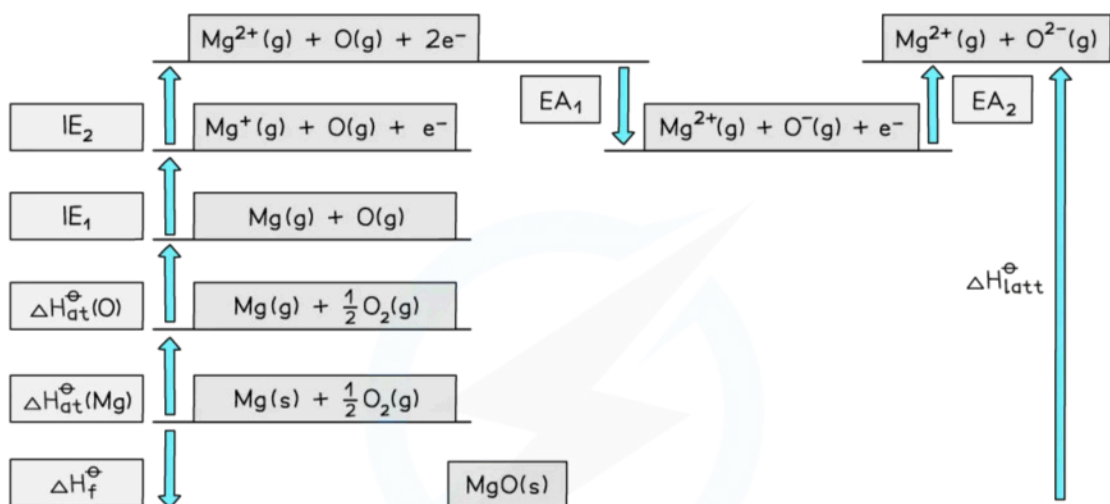 Mg²⁺(g) + O(g) + 2e⁻
Mg²⁺(g) + O²⁻(g)
EA₁
EA₂
IE₂
Mg⁺(g) + O(g) + e⁻
Mg²⁺(g) + O⁻(g) + e⁻
IE₁
Mg(g) + O(g)
ΔH⦵latt
ΔH⦵at(O)
Mg(g) + ½O₂(g)
ΔH⦵at(Mg)
Mg(s) + ½O₂(g)
ΔH⦵f
MgO(s)